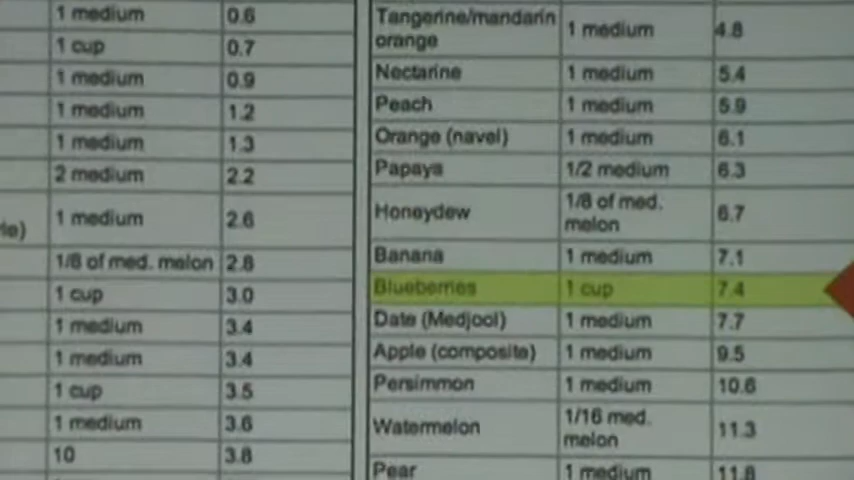 1 medium 0.6
1 cup 0.7
1 medium 0.9
1 medium 1.2
1 medium 1.3
2 medium 2.2
1 medium 2.6
1/8 of med. melon 2.8
1 cup 3.0
1 medium 3.4
1 medium 3.4
1 cup 3.5
1 medium 3.6
10 3.8
Tangerine/mandarin
orange 1 medium 4.8
Nectarine 1 medium 5.4
Peach 1 medium 5.9
Orange (navel) 1 medium 6.1
Papaya 1/2 medium 6.3
Honeydew 1/8 of med.
melon 6.7
Banana 1 medium 7.1
Blueberries 1 cup 7.4
Date (Medjool) 1 medium 7.7
Apple (composite) 1 medium 9.5
Persimmon 1 medium 10.6
Watermelon 1/16 med.
melon 11.3
Pear 1 medium 11.8